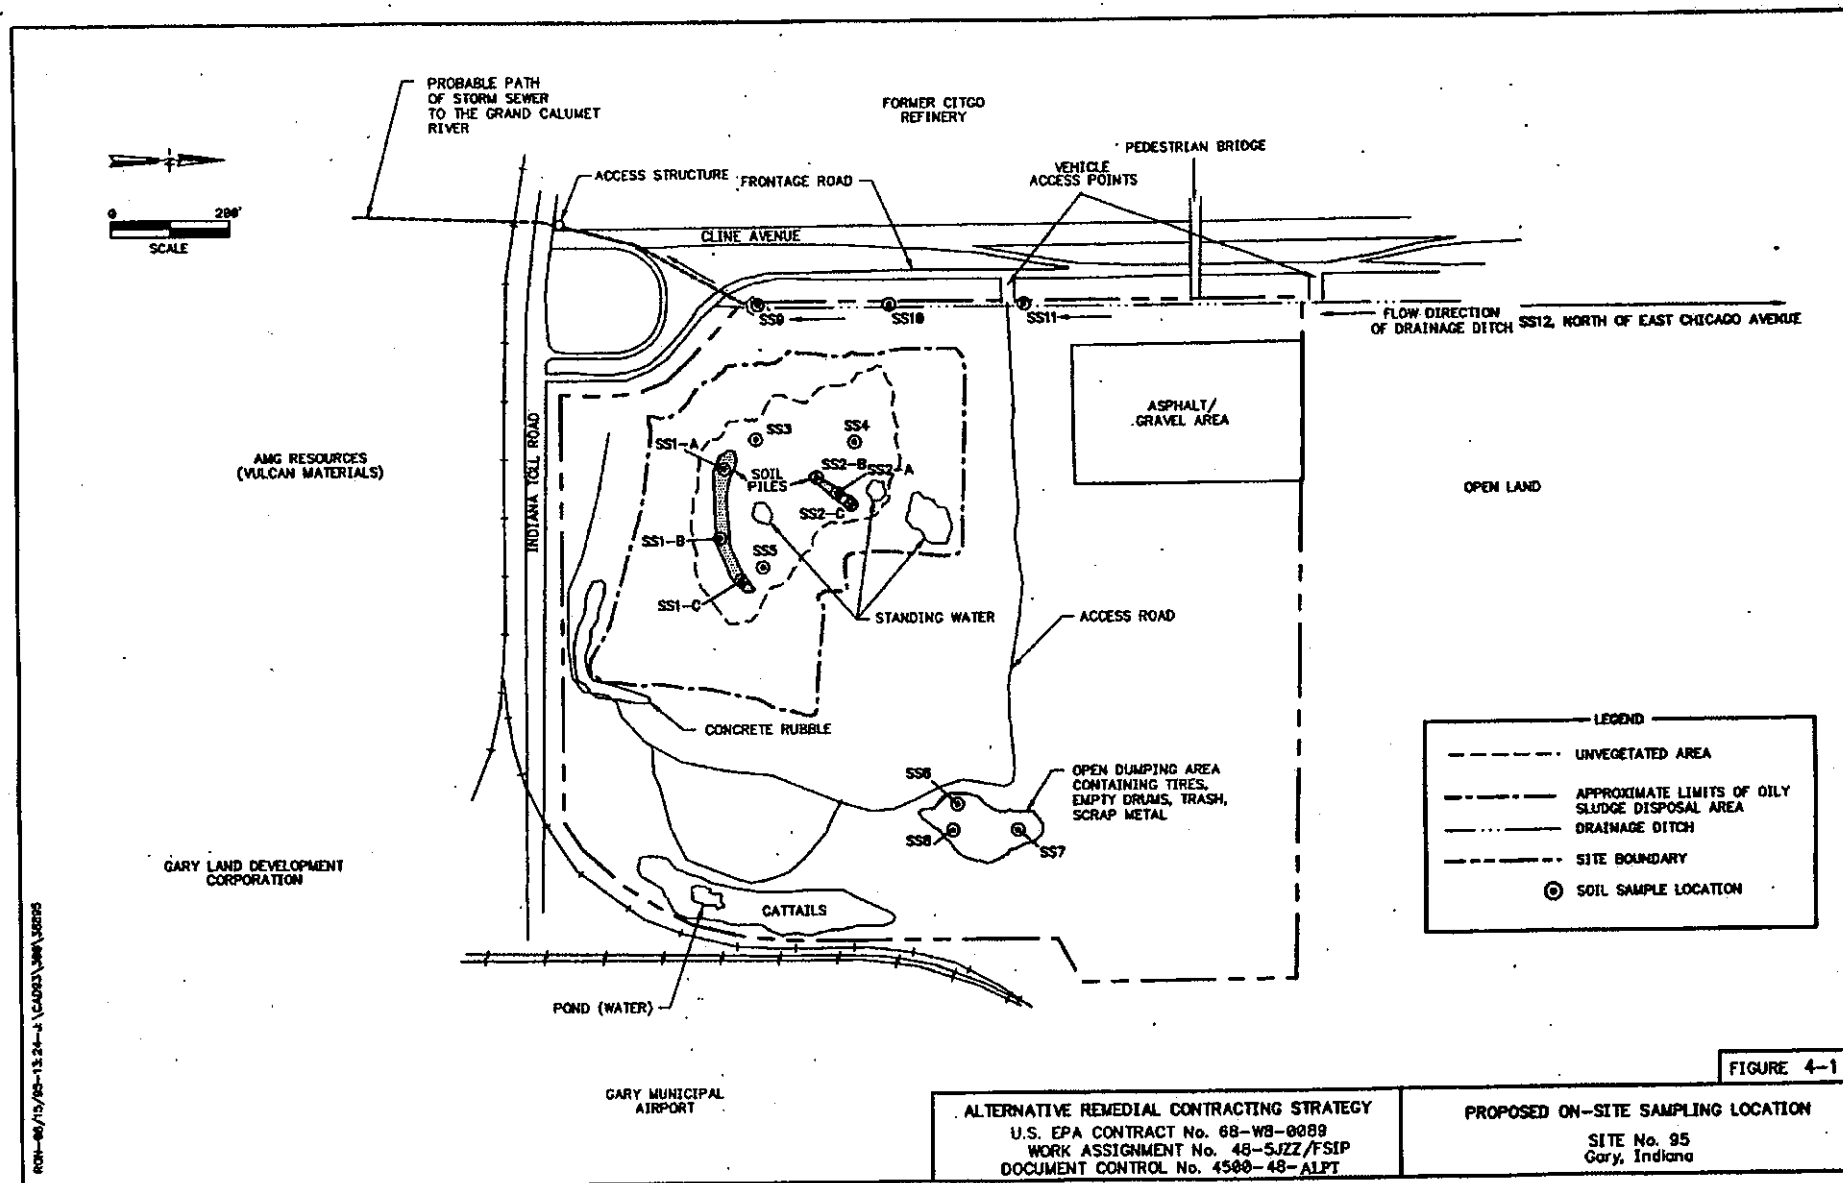 PROBABLE PATH
OF STORM SEWER
TO THE GRAND CALUMET
RIVER
FORMER CITGO
REFINERY
PEDESTRIAN BRIDGE
VEHICLE
ACCESS POINTS
ACCESS STRUCTURE
FRONTAGE ROAD
0
200'
SCALE
CLINE AVENUE
SS9
SS10
SS11
FLOW DIRECTION
OF DRAINAGE DITCH
SS12, NORTH OF EAST CHICAGO AVENUE
ASPHALT/
GRAVEL AREA
INDIANA TOLL ROAD
AMG RESOURCES
(VULCAN MATERIALS)
SS3
SS4
SS1-A
SOIL
PILES
SS2-B
SS2-A
SS2-C
OPEN LAND
SS1-B
SS5
SS1-C
STANDING WATER
ACCESS ROAD
CONCRETE RUBBLE
LEGEND
UNVEGETATED AREA
APPROXIMATE LIMITS OF OILY
SLUDGE DISPOSAL AREA
DRAINAGE DITCH
SITE BOUNDARY
SOIL SAMPLE LOCATION
OPEN DUMPING AREA
CONTAINING TIRES,
EMPTY DRUMS, TRASH,
SCRAP METAL
SS7
GARY LAND DEVELOPMENT
CORPORATION
CATTAILS
POND (WATER)
GARY MUNICIPAL
AIRPORT
FIGURE 4-1
ALTERNATIVE REMEDIAL CONTRACTING STRATEGY
U.S. EPA CONTRACT No. 68-W8-0089
WORK ASSIGNMENT No. 48-5JZZ/FSIP
DOCUMENT CONTROL No. 4500-48-ALPT
PROPOSED ON-SITE SAMPLING LOCATION
SITE No. 95
Gary, Indiana